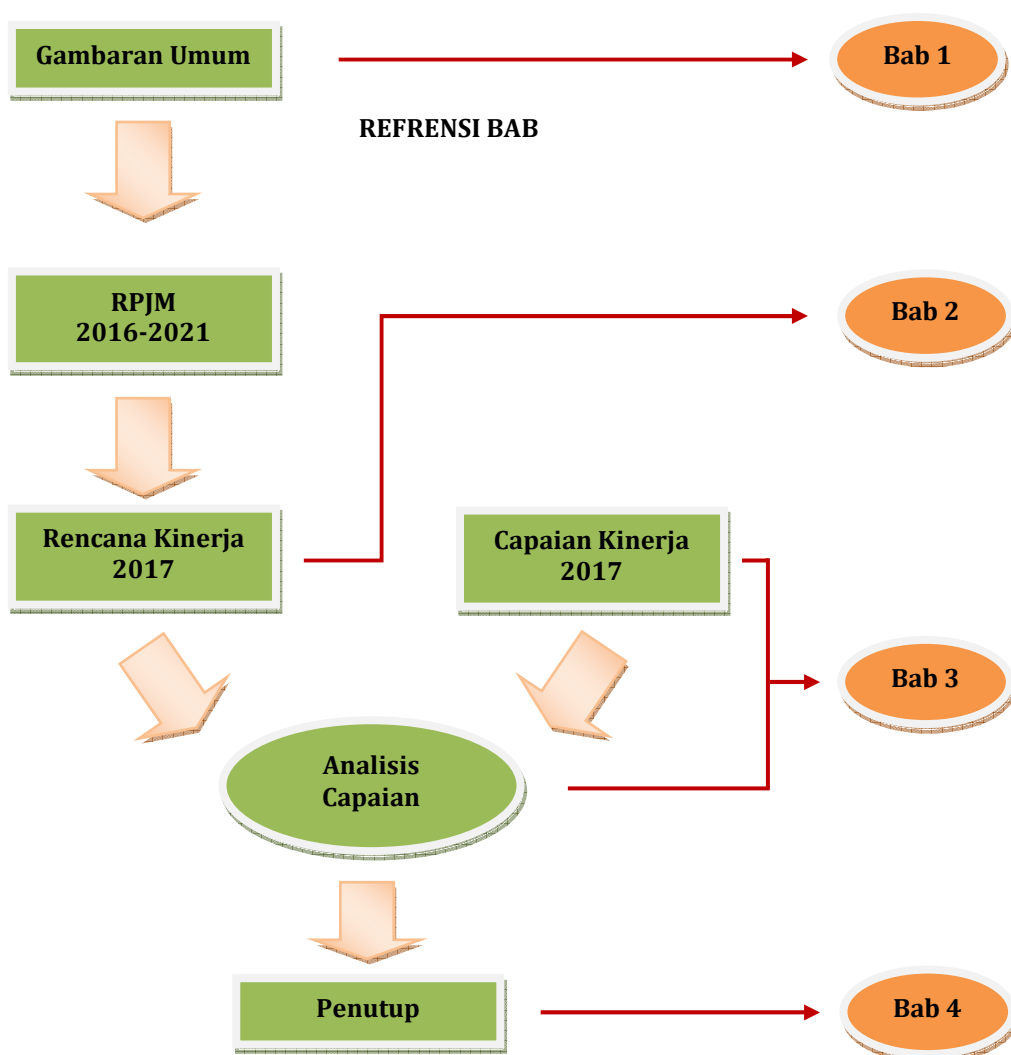 Gambaran Umum
Bab 1
REFRENSI BAB
RPJM
2016-2021
Bab 2
Rencana Kinerja
2017
Capaian Kinerja
2017
Bab 3
Analisis
Capaian
Penutup
Bab 4